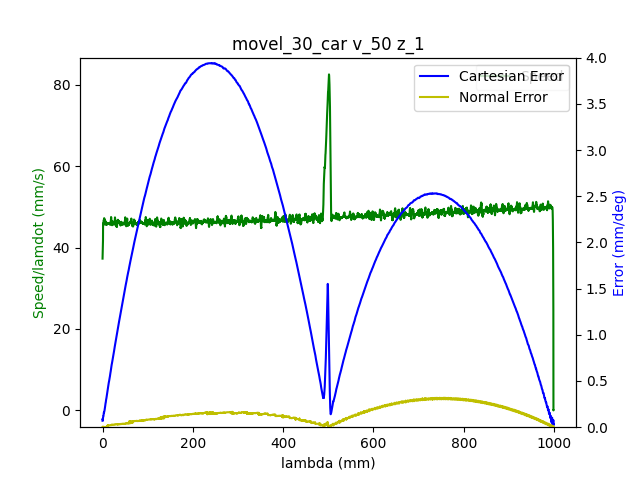 movel_30_car v_50 z_1
Cartesian Error
Normal Error
Speed/lamdot (mm/s)
80
60
40
20
0
4.0
3.5
3.0
2.5
2.0
1.5
1.0
0.5
0.0
Error (mm/deg)
0 200 400 600 800 1000
lambda (mm)